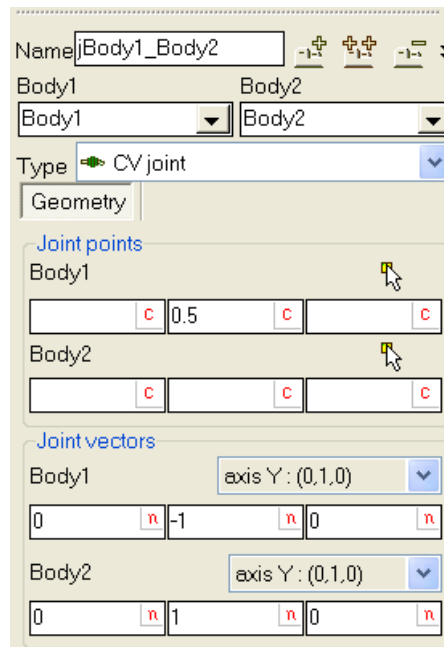 Name jBody1_Body2
Body1 Body2
Body1 Body2
Type CV joint
Geometry
Joint points
Body1
C 0.5 C C
Body2
C C C
Joint vectors
Body1 axis Y : (0,1,0)
0 n -1 n 0 n
Body2 axis Y : (0,1,0)
0 n 1 n 0 n